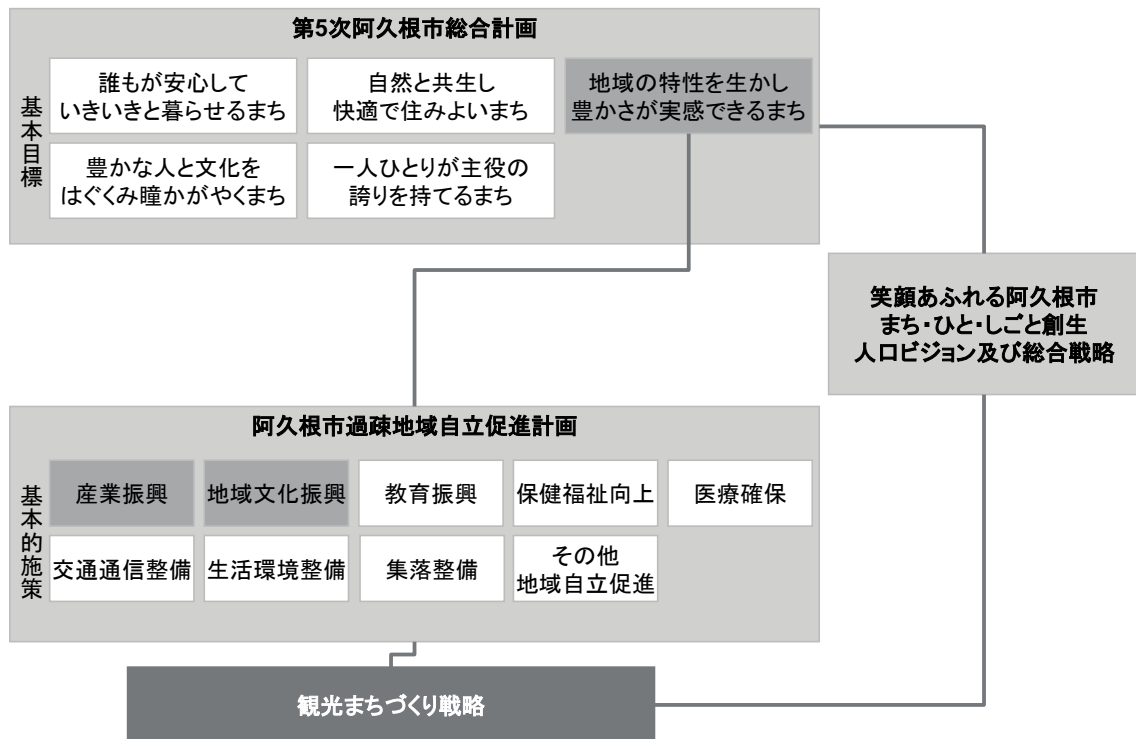 第5次阿久根市総合計画
基本目標
誰もが安心して
いきいきと暮らせるまち
自然と共生し
快適で住みよいまち
地域の特性を生かし
豊かさが実感できるまち
豊かな人と文化を
はぐくみ瞳かがやくまち
一人ひとりが主役の
誇りを持てるまち
笑顔あふれる阿久根市
まち・ひと・しごと創生
人口ビジョン及び総合戦略
阿久根市過疎地域自立促進計画
基本的施策
産業振興
地域文化振興
教育振興
保健福祉向上
医療確保
交通通信整備
生活環境整備
集落整備
その他
地域自立促進
観光まちづくり戦略